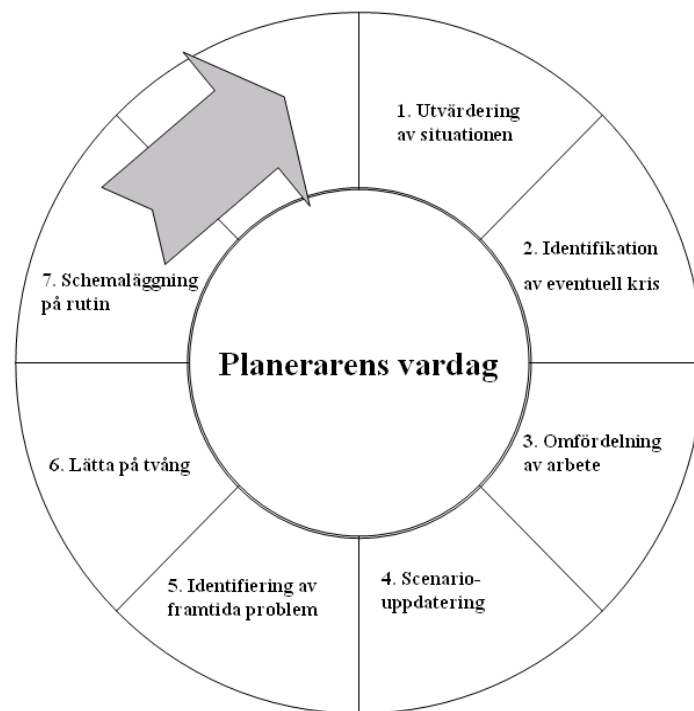 1. Utvärdering
av situationen
2. Identifikation
av eventuell kris
3. Omfördelning
av arbete
4. Scenario-
uppdatering
5. Identifiering av
framtida problem
6. Lätta på tvång
7. Schemaläggning
på rutin
Planerarens vardag